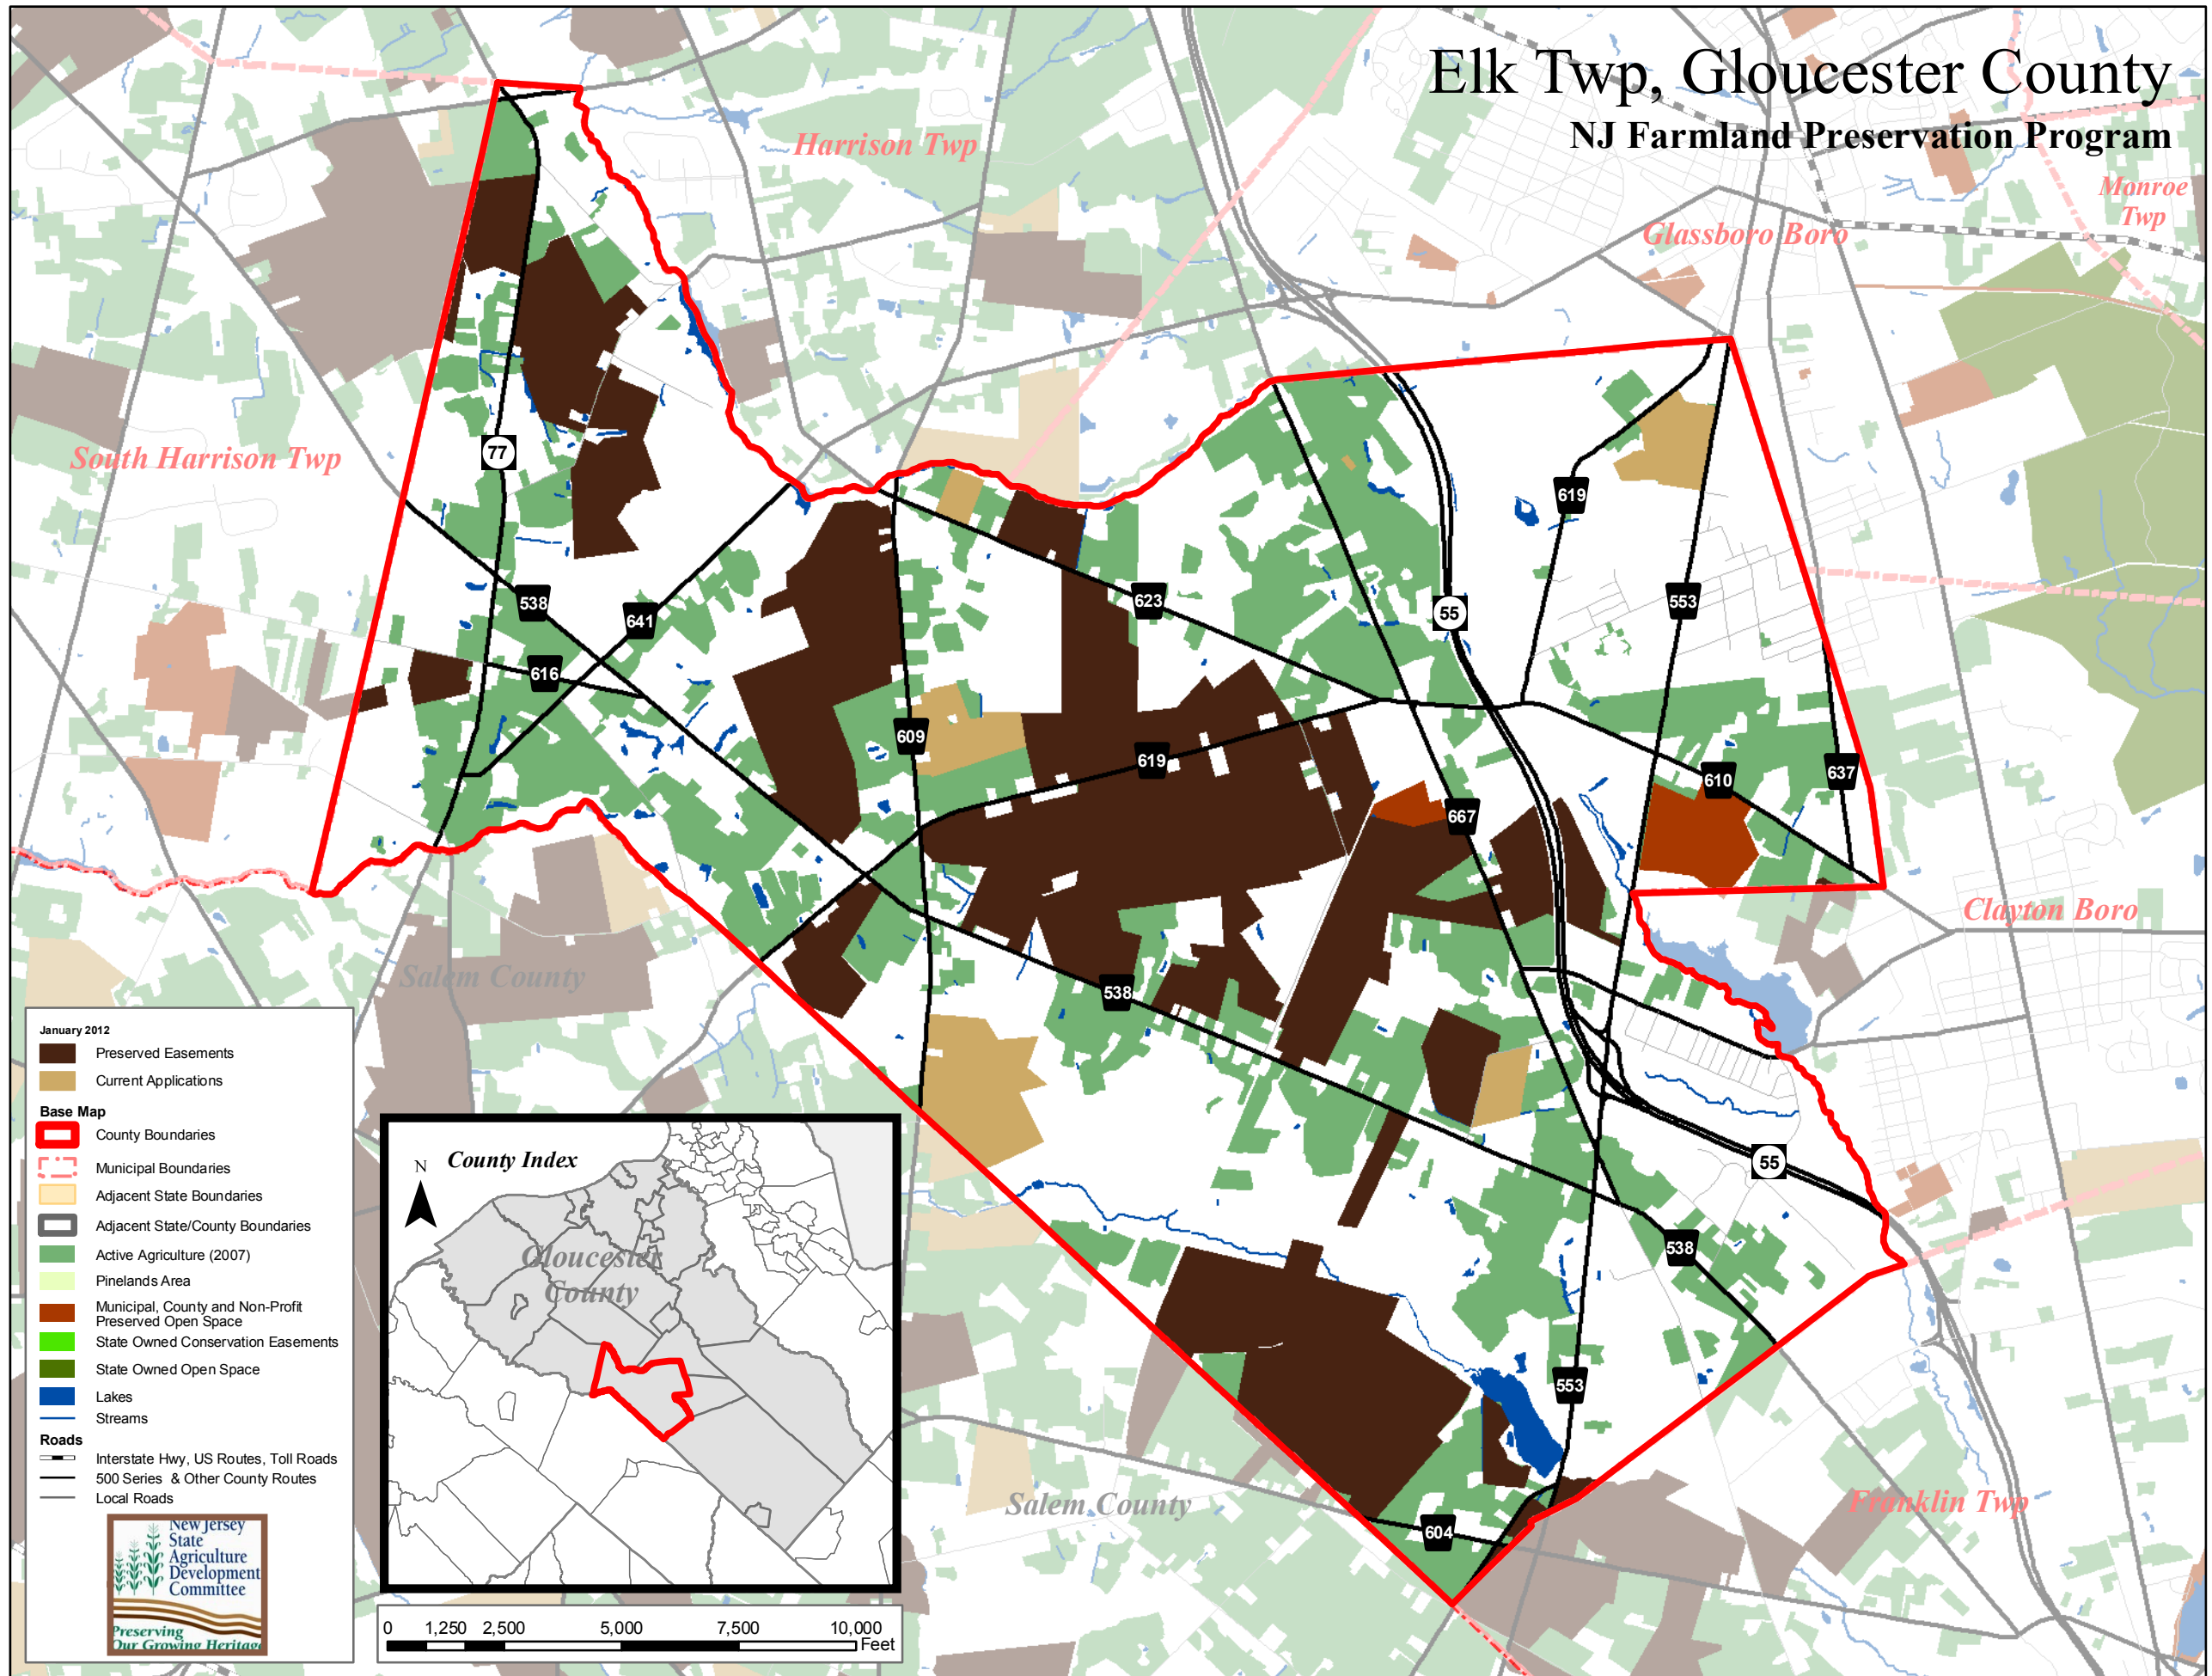 Elk Twp, Gloucester County
NJ Farmland Preservation Program
Harrison Twp
Monroe
Twp
Glassboro Boro
South Harrison Twp
77
619
55
553
538
641
623
616
609
619
610
637
667
Clayton Boro
Salem County
538
55
538
553
Salem County
Franklin Twp
604
January 2012
Preserved Easements
Current Applications
Base Map
County Boundaries
Municipal Boundaries
Adjacent State Boundaries
Adjacent State/County Boundaries
Active Agriculture (2007)
Pinelands Area
Municipal, County and Non-Profit
Preserved Open Space
State Owned Conservation Easements
State Owned Open Space
Lakes
Streams
Roads
Interstate Hwy, US Routes, Toll Roads
500 Series & Other County Routes
Local Roads
New Jersey
State
Agriculture
Development
Committee
Preserving
Our Growing Heritage
N
County Index
Gloucester
County
0 1,250 2,500 5,000 7,500 10,000
Feet